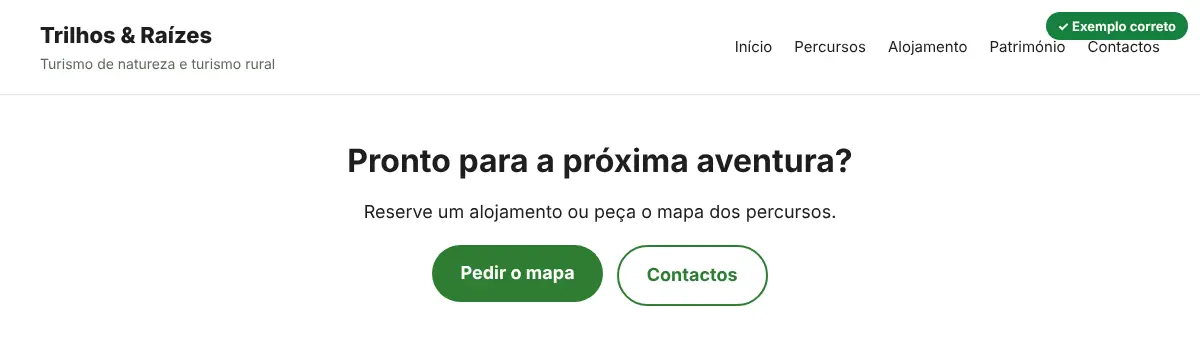 Trilhos & Raízes
Turismo de natureza e turismo rural
✓ Exemplo correto
Início Percursos Alojamento Património Contactos
Pronto para a próxima aventura?
Reserve um alojamento ou peça o mapa dos percursos.
Pedir o mapa
Contactos